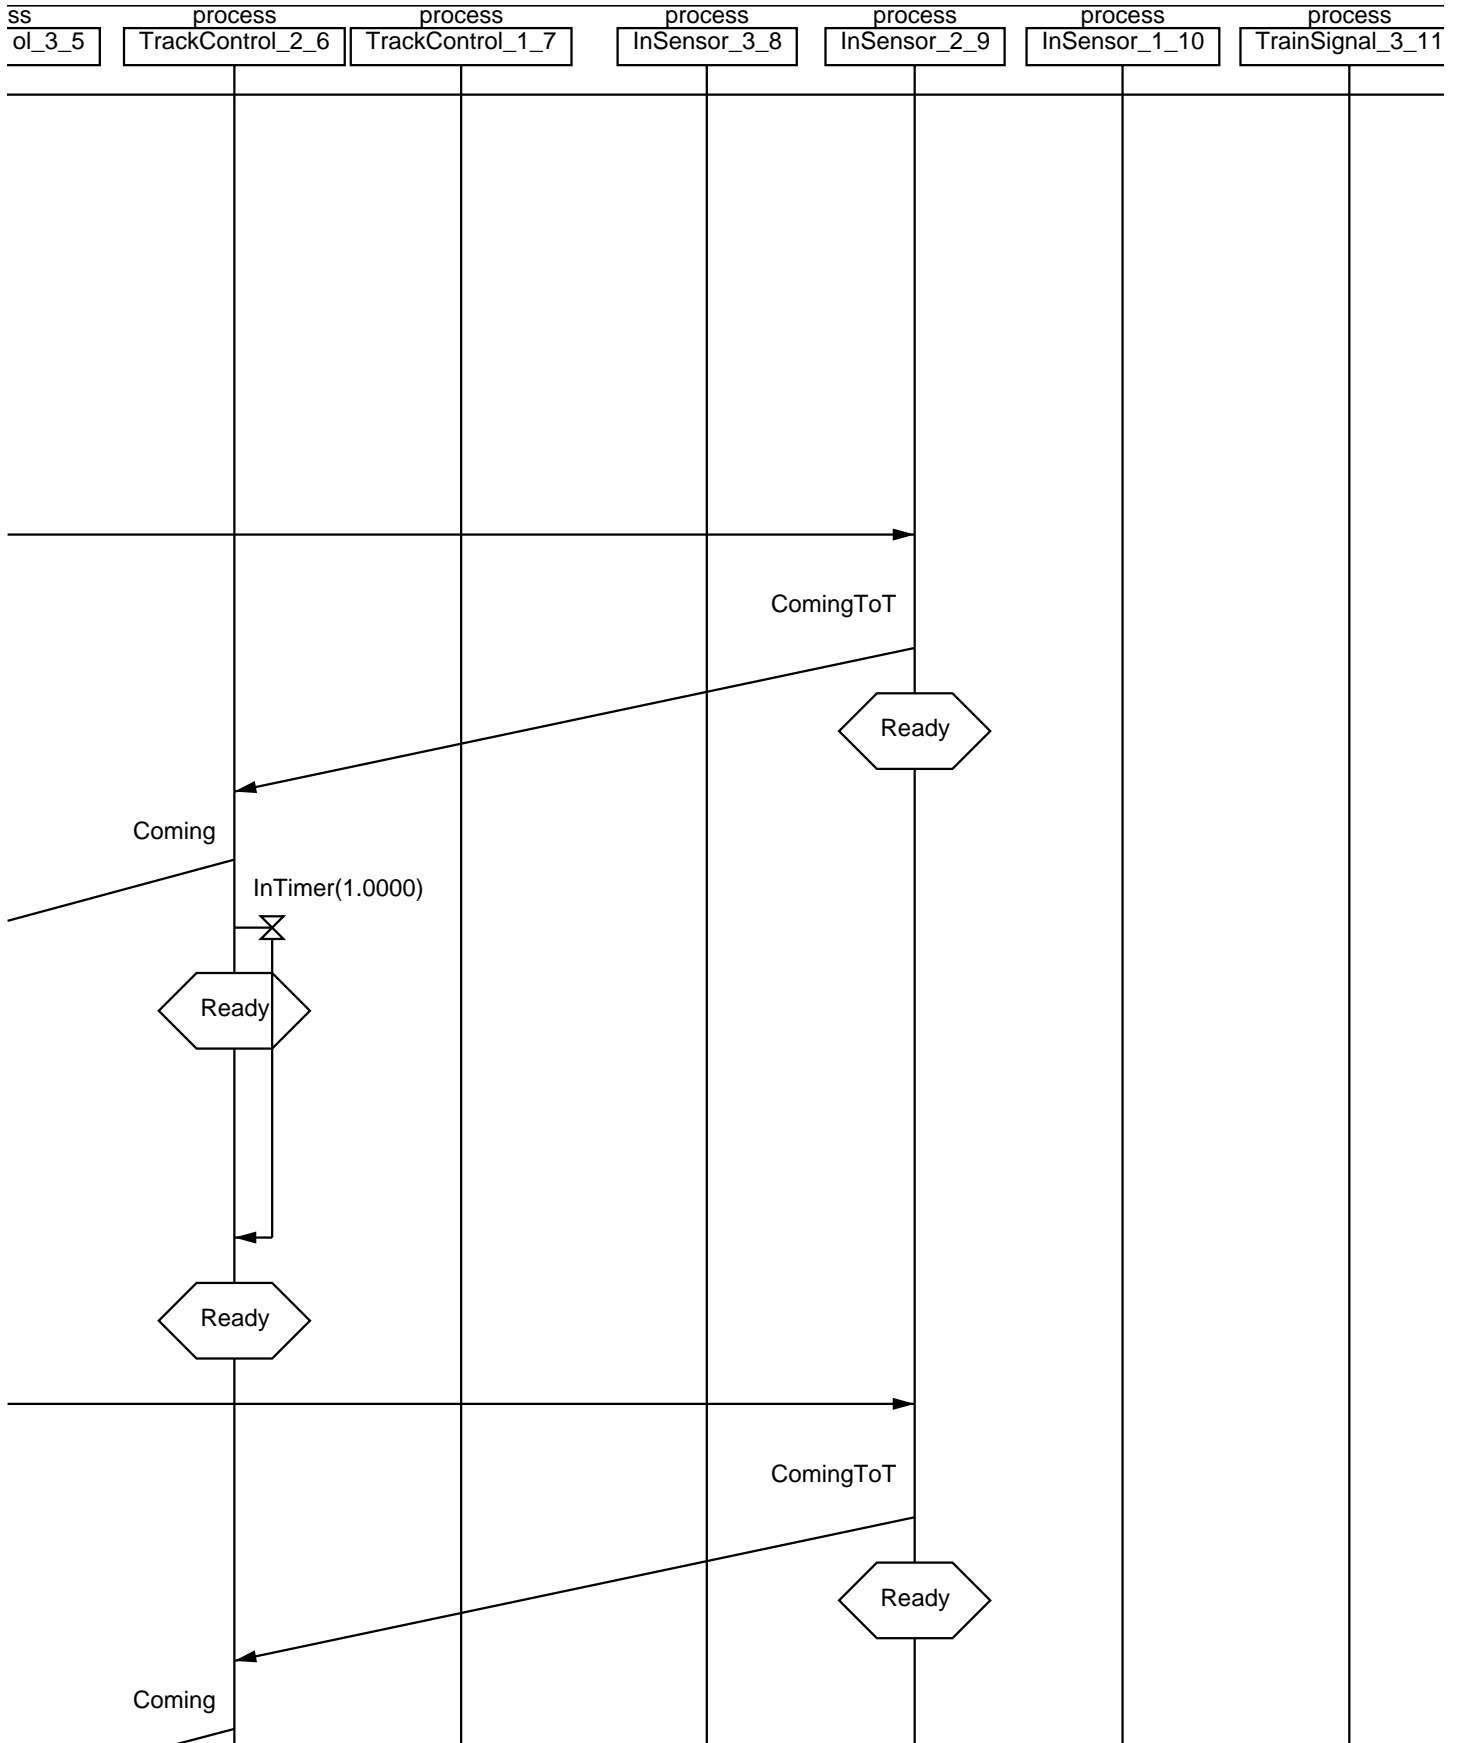 ss process process process process process process
ol_3_5 TrackControl_2_6 TrackControl_1_7 InSensor_3_8 InSensor_2_9 InSensor_1_10 TrainSignal_3_11
ComingToT
Ready
Coming
InTimer(1.0000)
Ready
Ready
ComingToT
Ready
Coming